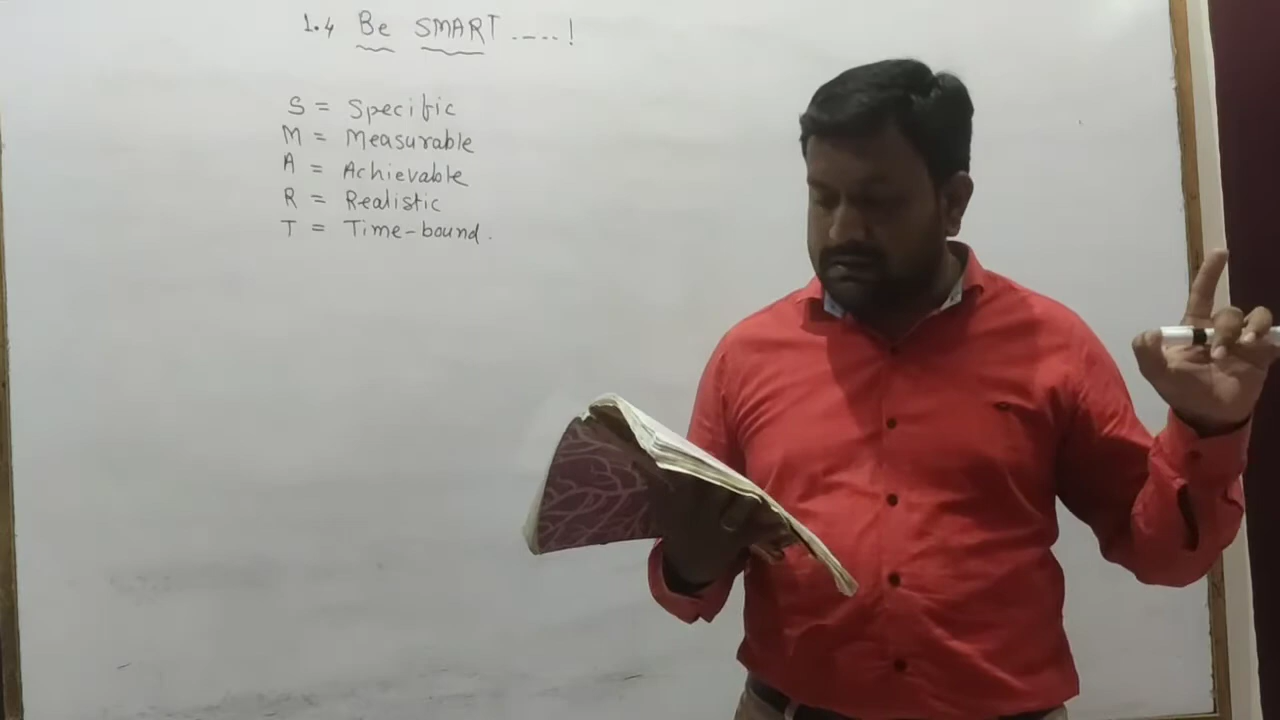 1.4 Be SMART ....!
S = Specific
M = Measurable
A = Achievable
R = Realistic
T = Time-bound.